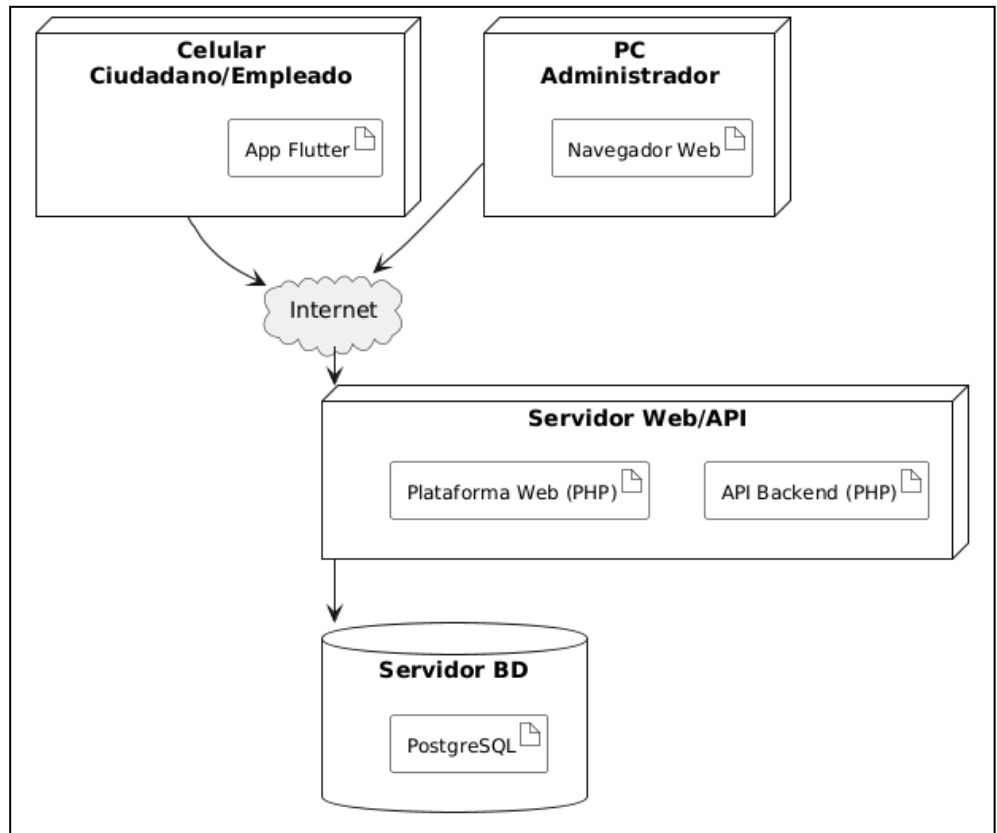 Celular
Ciudadano/Empleado
App Flutter
PC
Administrador
Navegador Web
Internet
Servidor Web/API
Plataforma Web (PHP)
API Backend (PHP)
Servidor BD
PostgreSQL